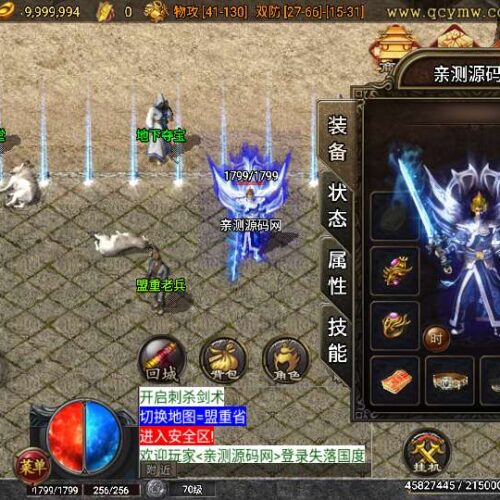 9,999,994
0
物攻 [41-130] 双防 [27-66]-[15-31]
www.qcymw.co
亲测源码
装备
状态
属性
技能
地下夺宝
1799/1799
亲测源码网
盟重老兵
时
回城
背包
角色
开启刺杀剑术
切换地图=盟重省
进入安全区!
欢迎玩家<亲测源码网>登录失落国度
附近
菜单
挂机
1799/1799
256/256
70级
45827445 / 215000